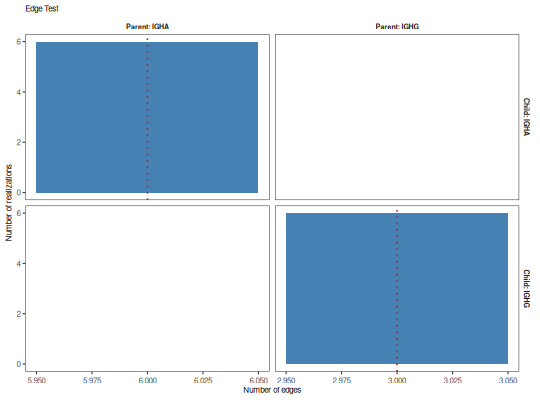 Edge Test
Parent: IGHA
Parent: IGHG
6
4
2
0
Child: IGHA
Number of realizations
6
4
2
0
Child: IGHG
5.950 5.975 6.000 6.025 6.050 2.950 2.975 3.000 3.025 3.050
Number of edges